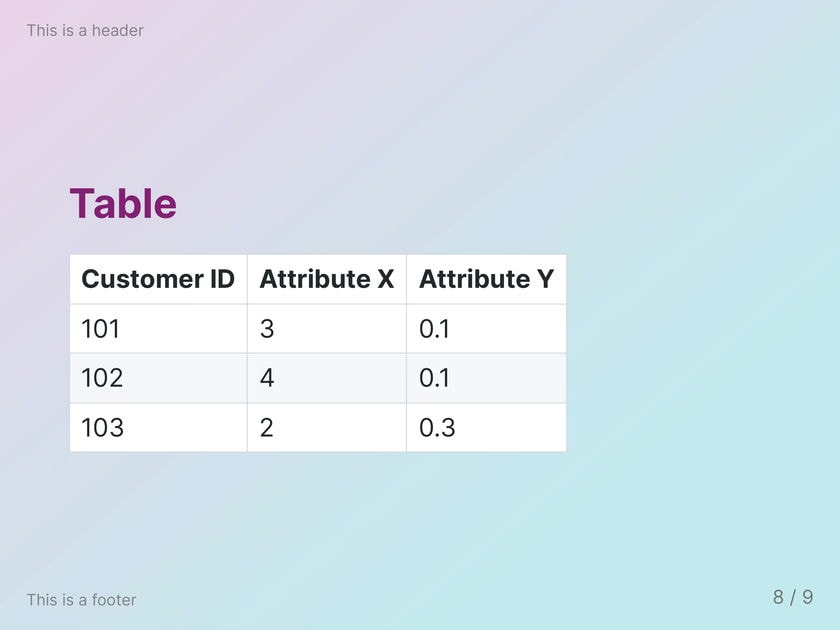 This is a header
Table
Customer ID Attribute X Attribute Y
101 3 0.1
102 4 0.1
103 2 0.3
This is a footer
8 / 9